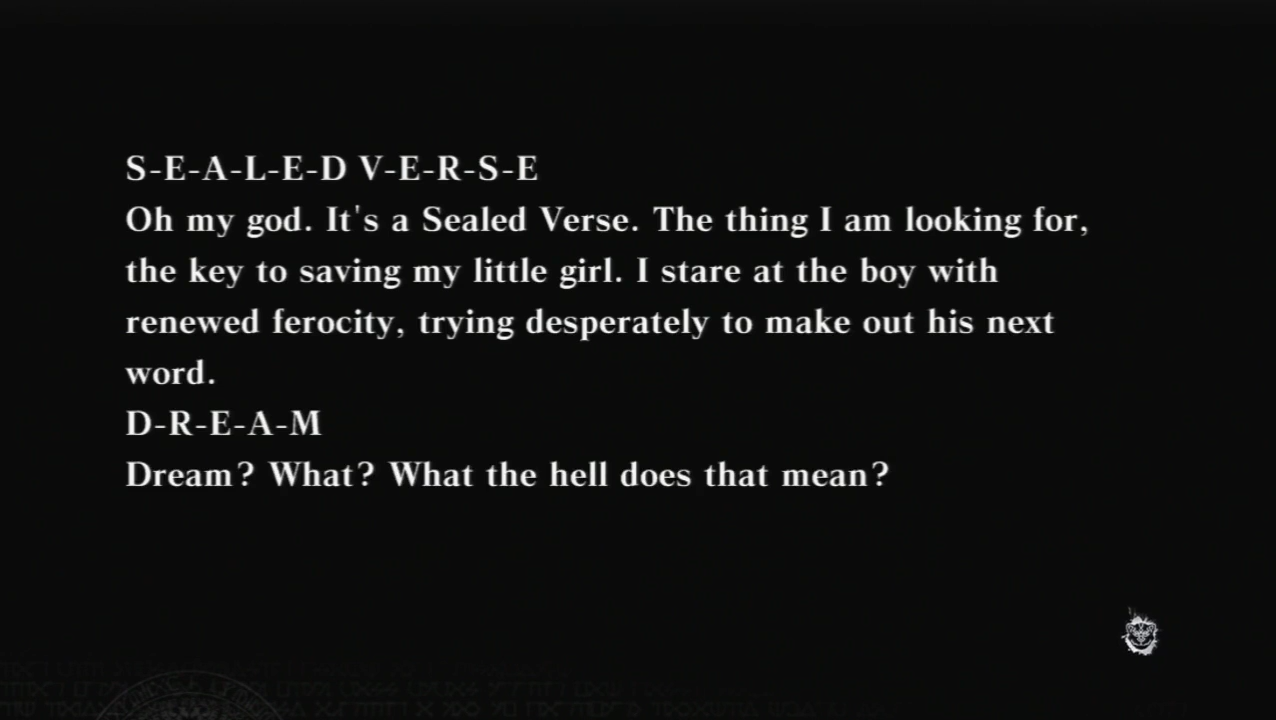 S-E-A-L-E-D V-E-R-S-E
Oh my god. It's a Sealed Verse. The thing I am looking for,
the key to saving my little girl. I stare at the boy with
renewed ferocity, trying desperately to make out his next
word.
D-R-E-A-M
Dream? What? What the hell does that mean?